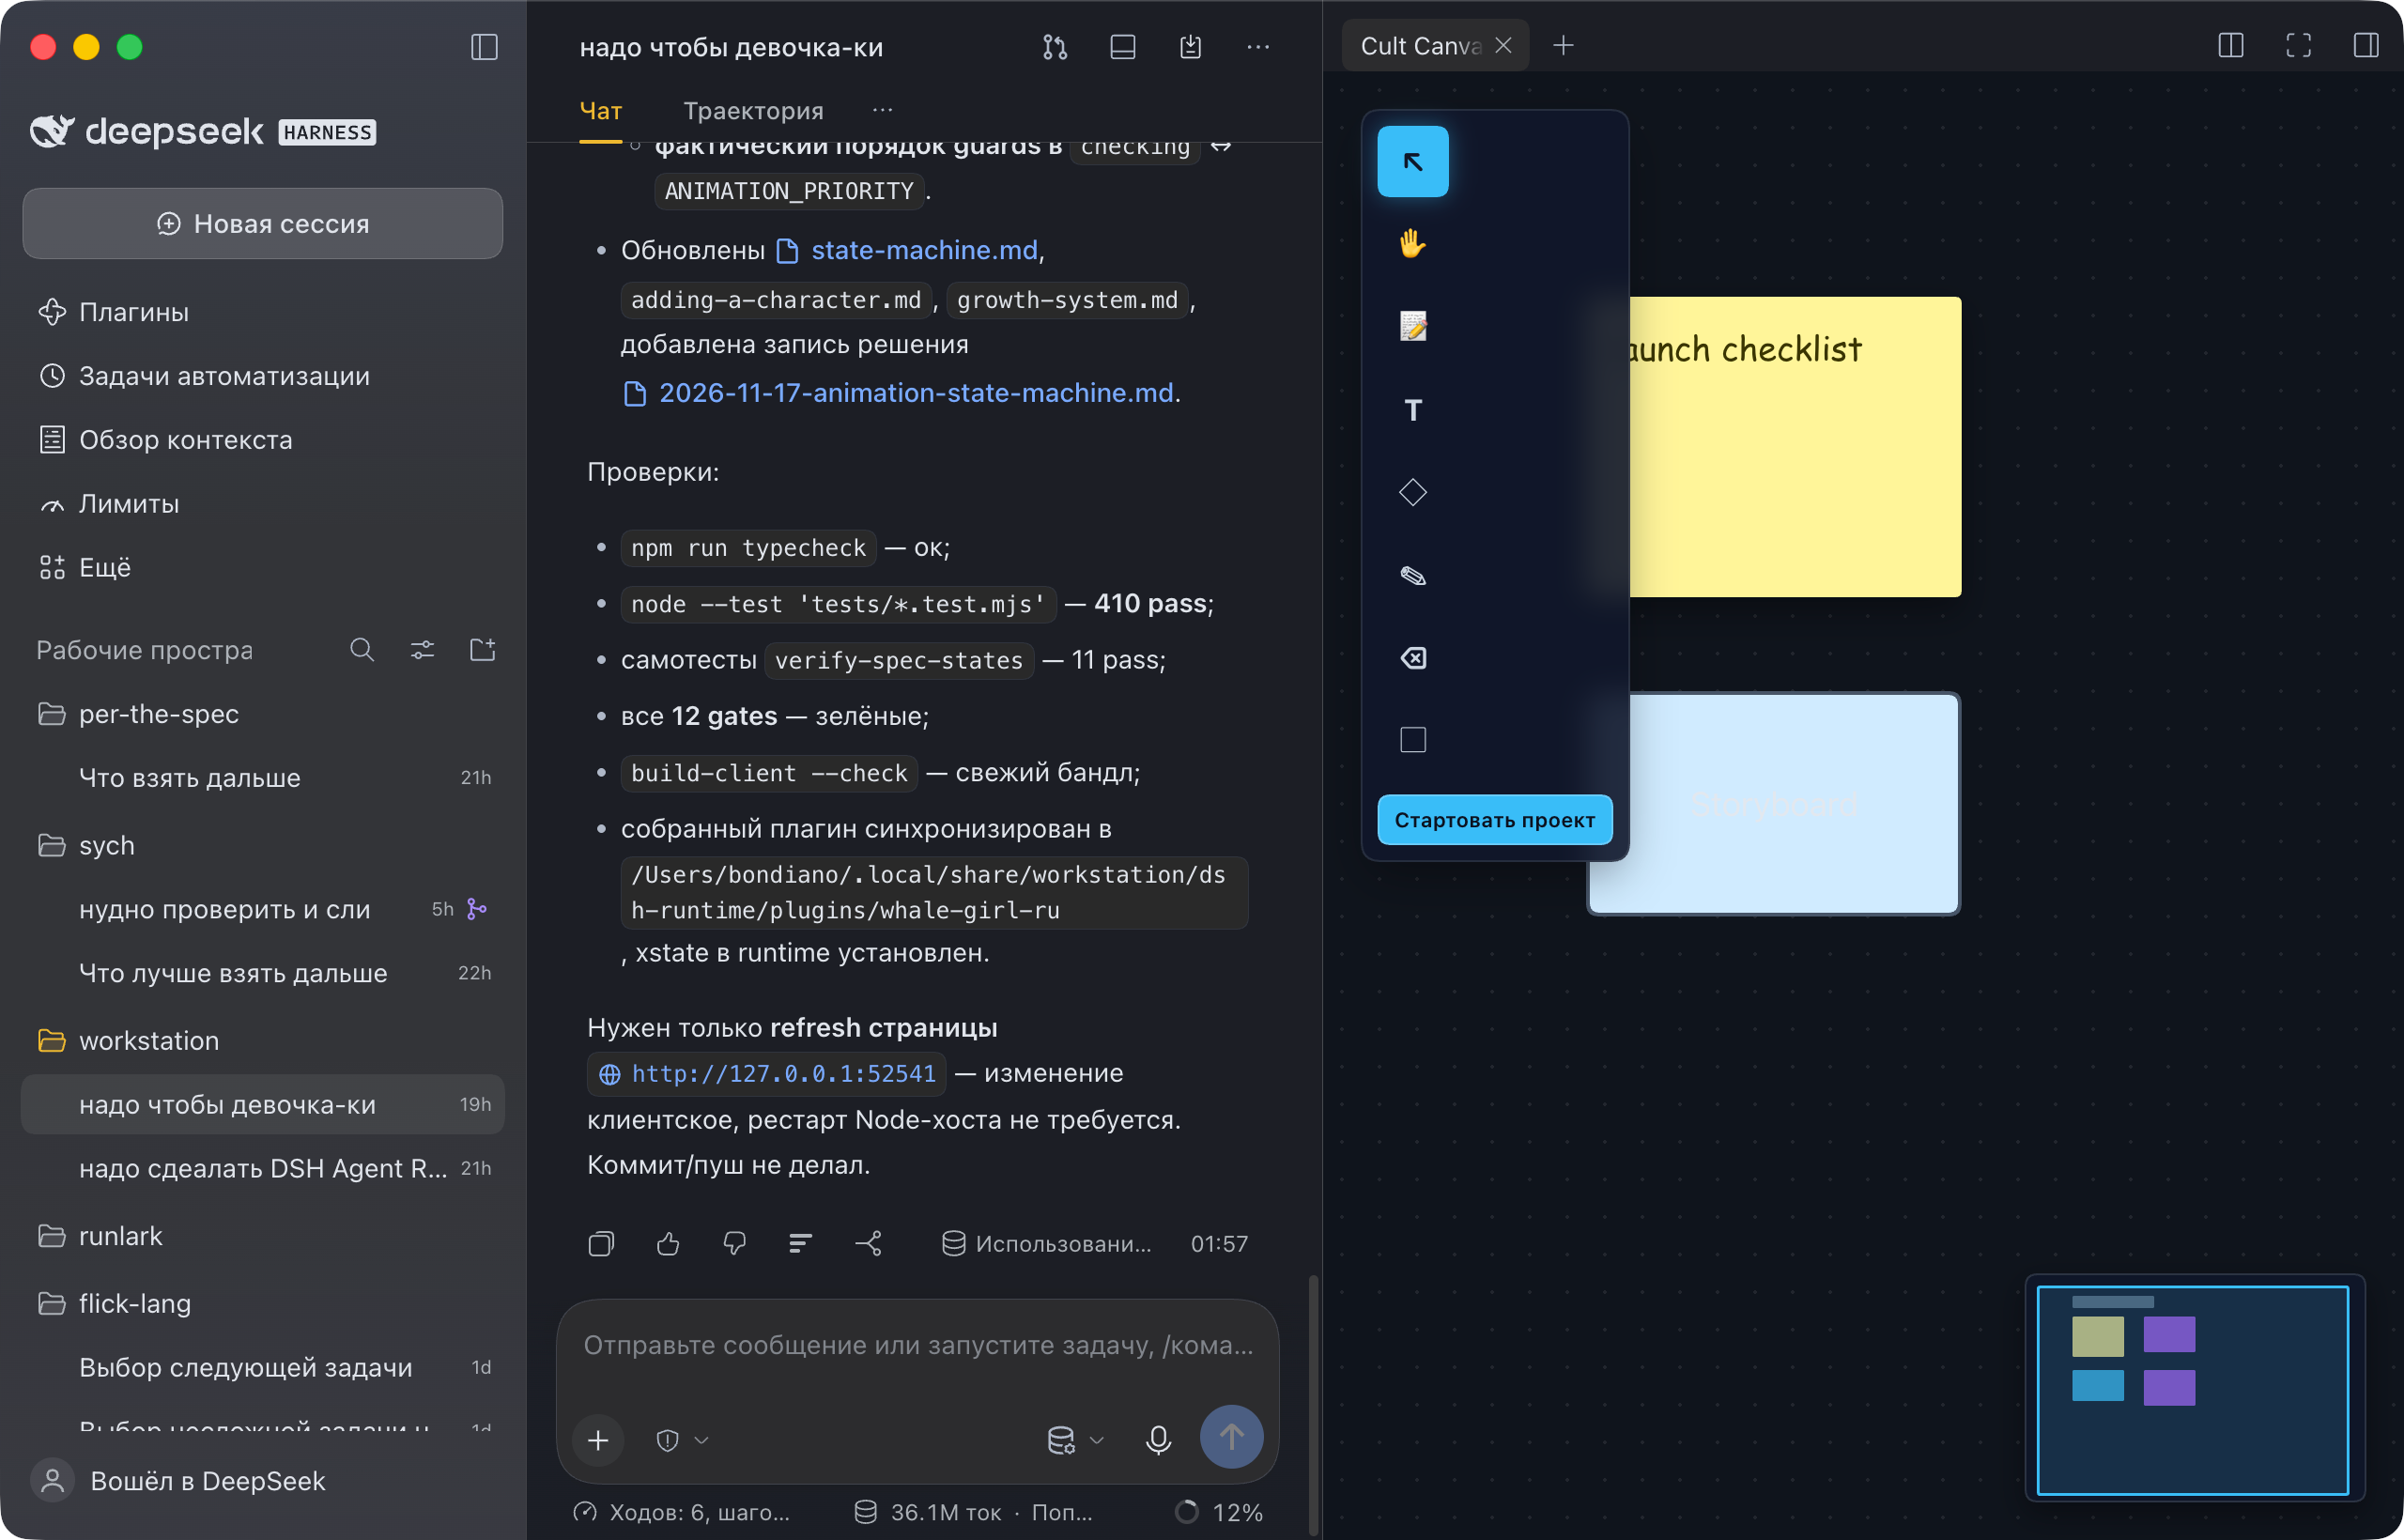 deepseek HARNESS
Новая сессия
Плагины
Задачи автоматизации
Обзор контекста
Лимиты
Ещё
Рабочие простра
per-the-spec
Что взять дальше 21h
sych
нудно проверить и сли 5h
Что лучше взять дальше 22h
workstation
надо чтобы девочка-ки 19h
надо сдеалать DSH Agent R... 21h
runlark
flick-lang
Выбор следующей задачи 1d
Выбор несложной задачи 1d
Вошёл в DeepSeek
надо чтобы девочка-ки
Чат Траектория
фактический порядок guards в checking ↔
ANIMATION_PRIORITY.
Обновлены state-machine.md,
adding-a-character.md, growth-system.md,
добавлена запись решения
2026-11-17-animation-state-machine.md.
Проверки:
npm run typecheck — ок;
node --test 'tests/*.test.mjs' — 410 pass;
самотесты verify-spec-states — 11 pass;
все 12 gates — зелёные;
build-client --check — свежий бандл;
собранный плагин синхронизирован в
/Users/bondiano/.local/share/workstation/ds
h-runtime/plugins/whale-girl-ru
, xstate в runtime установлен.
Нужен только refresh страницы
http://127.0.0.1:52541 — изменение
клиентское, рестарт Node-хоста не требуется.
Коммит/пуш не делал.
Использовани... 01:57
Отправьте сообщение или запустите задачу, /кома...
Ходов: 6, шаго... 36.1M ток · Поп... 12%
Cult Canva
T
Стартовать проект
aunch checklist
Storyboard